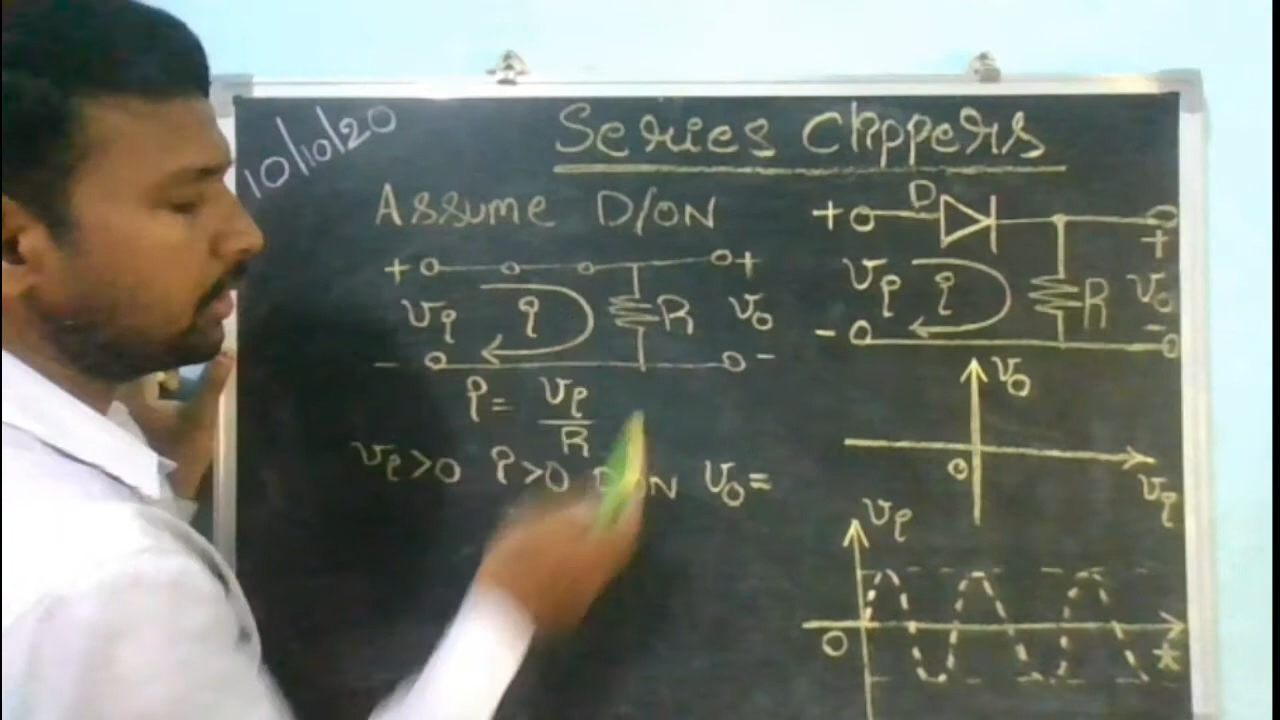 10/10/20
Series Clippers
Assume D/ON
+ +
vi i R vo
- -
i = vi/R
vi>0 i>0 D/ON vo=
D
+ +
vi i R vo
- -
vo
0
vi
vi
0
t